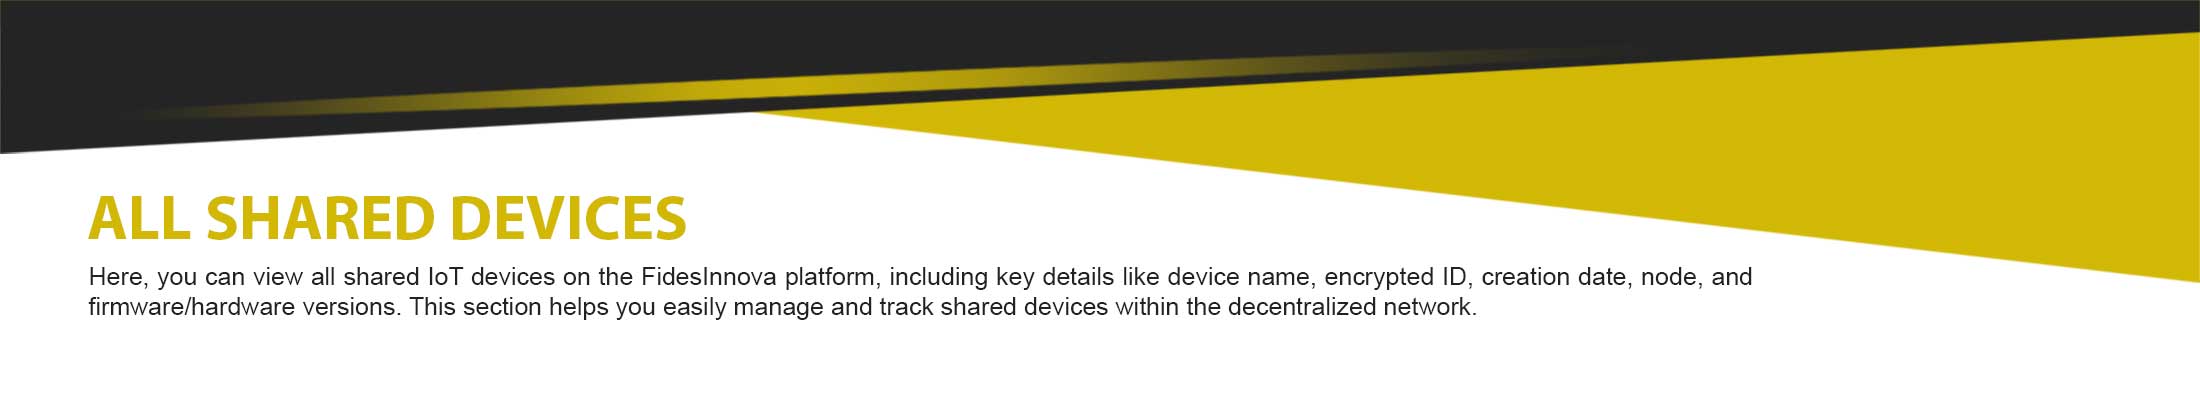 ALL SHARED DEVICES
Here, you can view all shared IoT devices on the FidesInnova platform, including key details like device name, encrypted ID, creation date, node, and
firmware/hardware versions. This section helps you easily manage and track shared devices within the decentralized network.